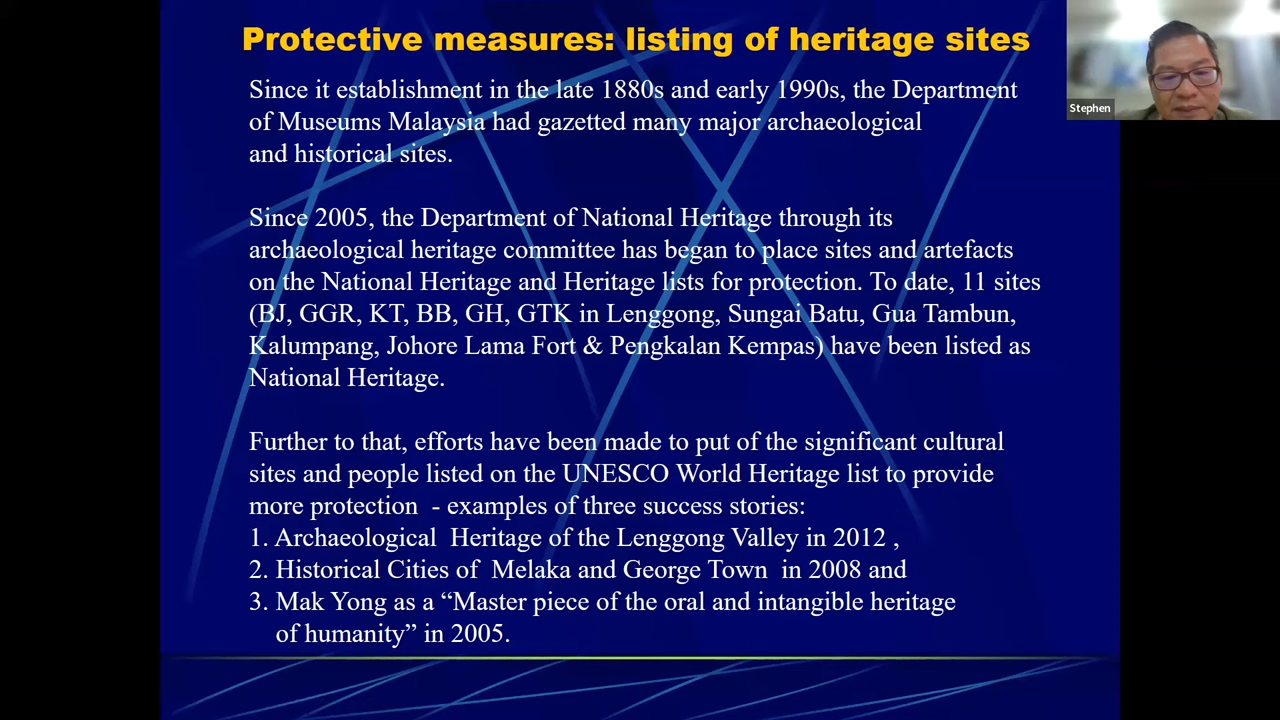 Protective measures: listing of heritage sites
Since it establishment in the late 1880s and early 1990s, the Department
of Museums Malaysia had gazetted many major archaeological
and historical sites.
Since 2005, the Department of National Heritage through its
archaeological heritage committee has began to place sites and artefacts
on the National Heritage and Heritage lists for protection. To date, 11 sites
(BJ, GGR, KT, BB, GH, GTK in Lenggong, Sungai Batu, Gua Tambun,
Kalumpang, Johore Lama Fort & Pengkalan Kempas) have been listed as
National Heritage.
Further to that, efforts have been made to put of the significant cultural
sites and people listed on the UNESCO World Heritage list to provide
more protection - examples of three success stories:
1. Archaeological Heritage of the Lenggong Valley in 2012 ,
2. Historical Cities of Melaka and George Town in 2008 and
3. Mak Yong as a “Master piece of the oral and intangible heritage
of humanity” in 2005.
Stephen